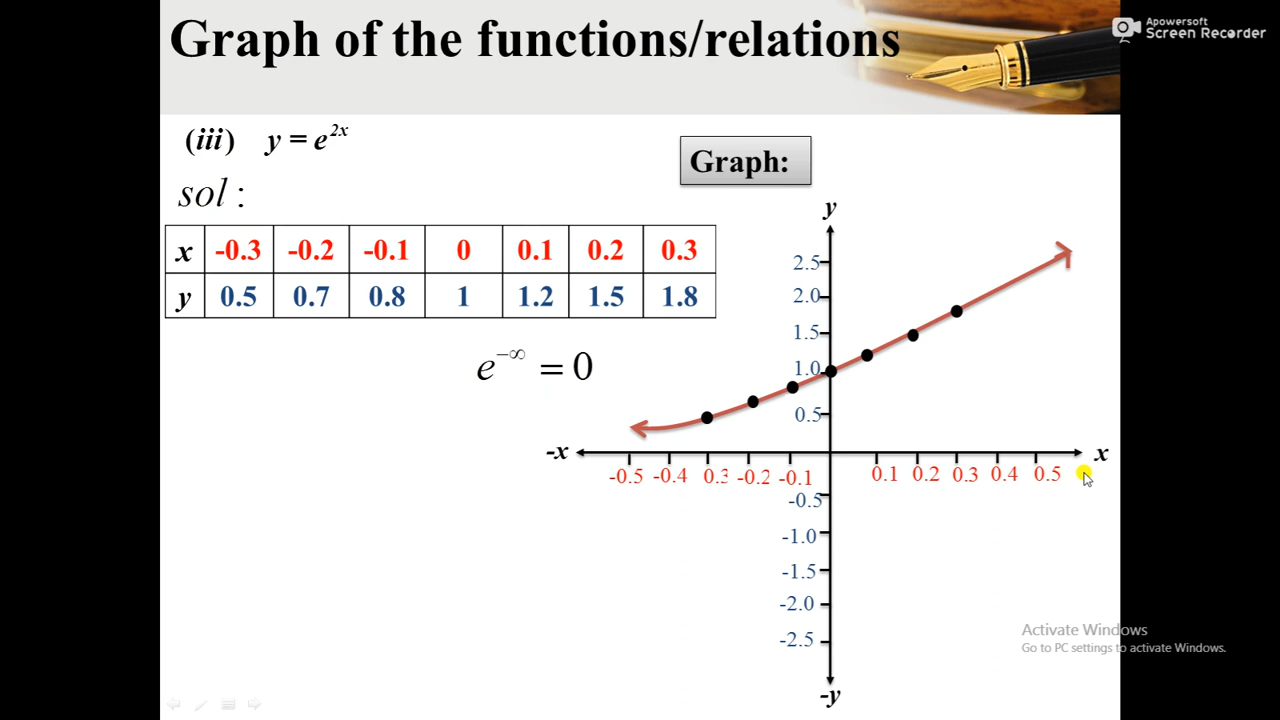 Graph of the functions/relations
Apowersoft
Screen Recorder
(iii) y = e^{2x}
sol :
Graph:
x -0.3 -0.2 -0.1 0 0.1 0.2 0.3
y 0.5 0.7 0.8 1 1.2 1.5 1.8
e^{-∞} = 0
y
2.5
2.0
1.5
1.0
0.5
-x
x
-0.5 -0.4 0.3 -0.2 -0.1 0.1 0.2 0.3 0.4 0.5
-0.5
-1.0
-1.5
-2.0
-2.5
-y
Activate Windows
Go to PC settings to activate Windows.